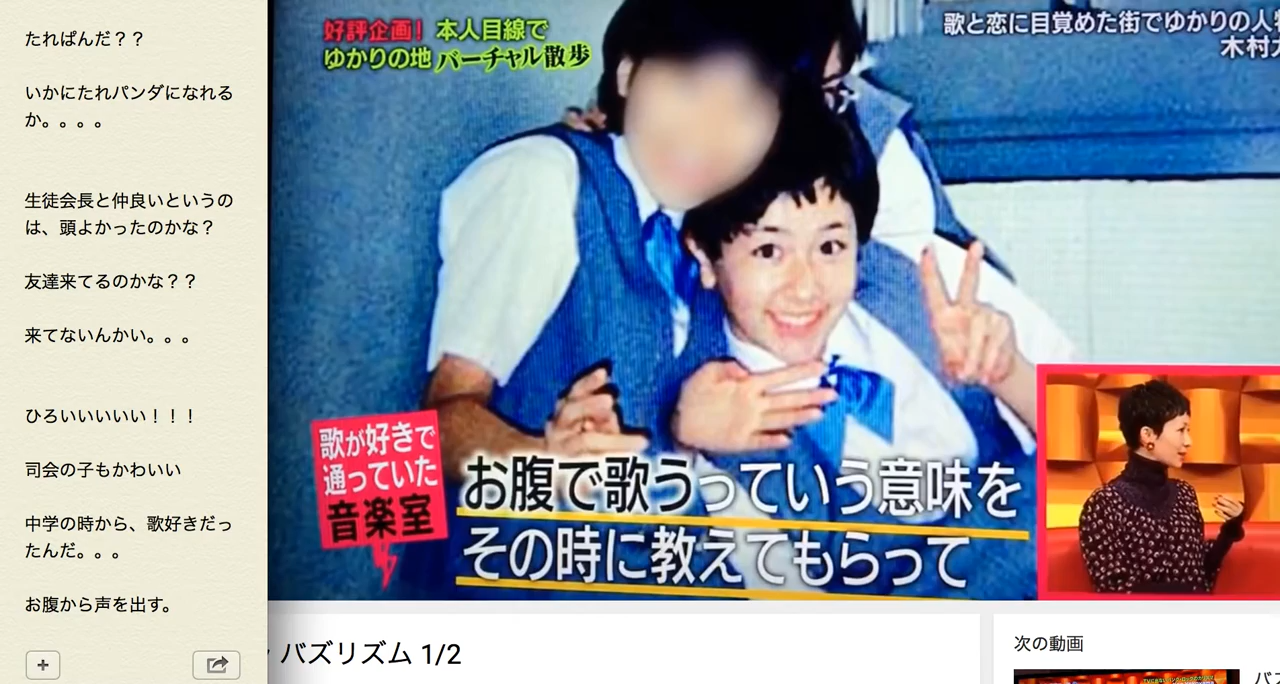 たれぱんだ？？
いかにたれパンダになれる
か。。。。
生徒会長と仲良いというの
は、頭よかったのかな？
友達来てるのかな？？
来てないんかい。。。
ひろいいいいい！！！
司会の子もかわいい
中学の時から、歌好きだっ
たんだ。。。
お腹から声を出す。
好評企画！ 本人目線で
ゆかりの地 バーチャル散歩
歌と恋に目覚めた街でゆかりの人
木村
歌が好きで
通っていた
音楽室
お腹で歌うっていう意味を
その時に教えてもらって
バズリズム 1/2
次の動画